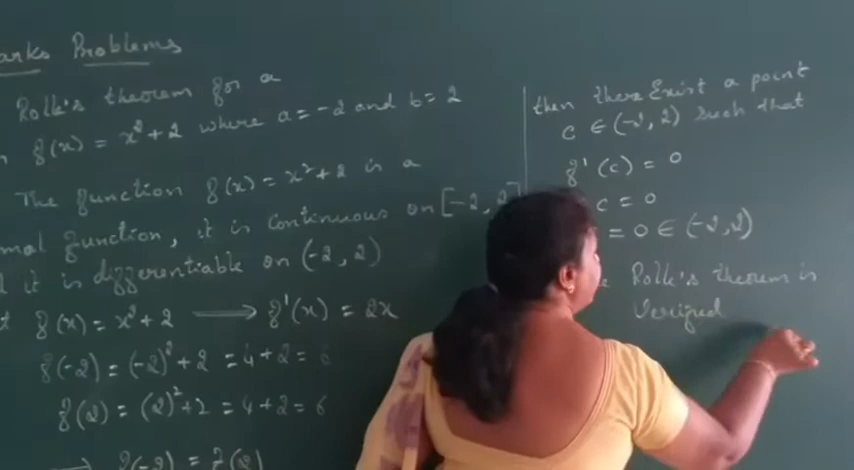 Problems
Rolle's theorem for a
f(x) = x² + 2 where a = -2 and b = 2
The function f(x) = x² + 2 is a
function, it is continuous on [-2, 2]
it is differentiable on (-2, 2)
f(x) = x² + 2 → f'(x) = 2x
f(-2) = (-2)² + 2 = 4 + 2 = 6
f(2) = (2)² + 2 = 4 + 2 = 6
→ f(-2) = f(2)
then there Exist a point
c ∈ (-2, 2) such that
f'(c) = 0
c = 0
= 0 ∈ (-2, 2)
Rolle's theorem is
Verified